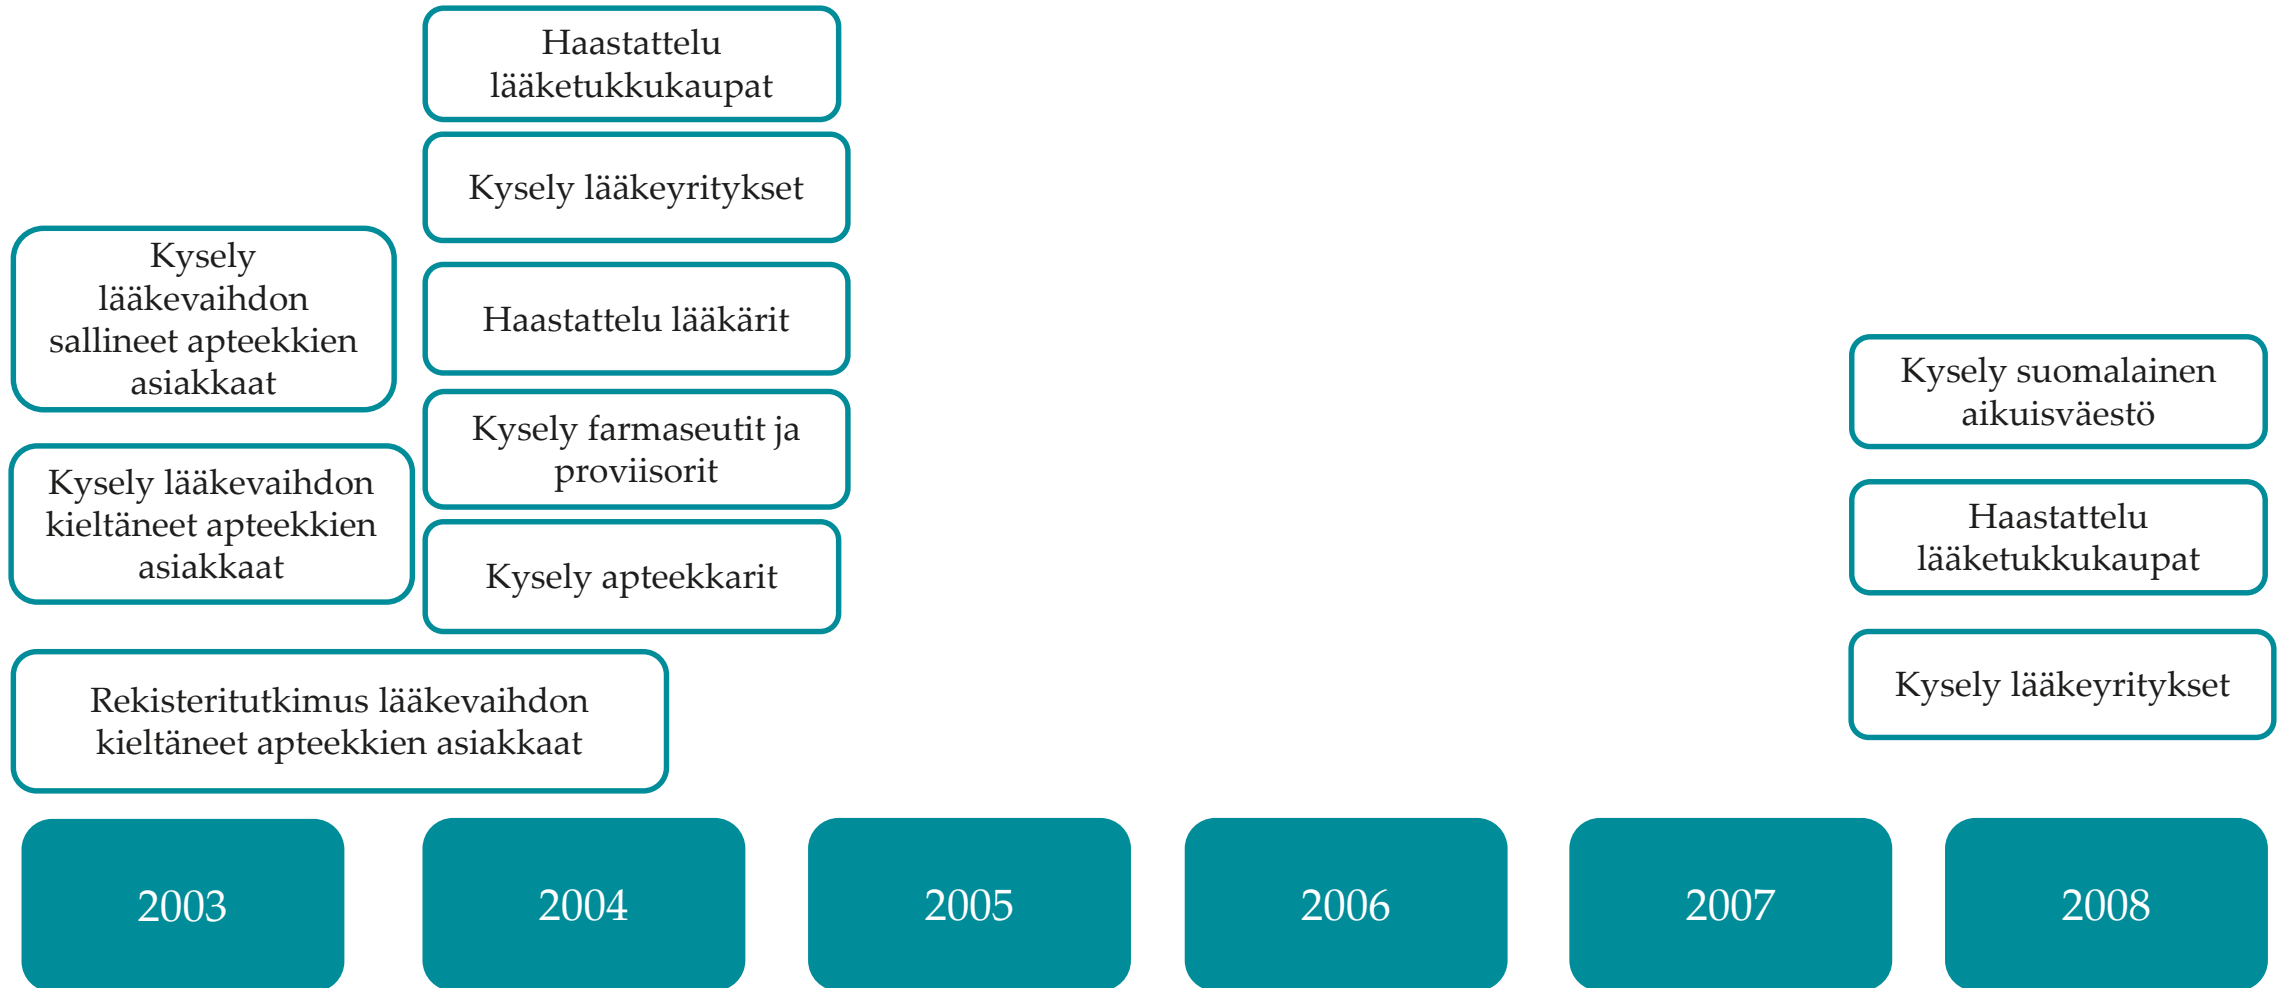 Haastattelu
lääketukkukaupat
Kysely lääkeyritykset
Kysely
lääkevaihdon
sallineet apteekkien
asiakkaat
Haastattelu lääkärit
Kysely suomalainen
aikuisväestö
Kysely farmaseutit ja
proviisorit
Kysely lääkevaihdon
kieltäneet apteekkien
asiakkaat
Haastattelu
lääketukkukaupat
Kysely apteekkarit
Rekisteritutkimus lääkevaihdon
kieltäneet apteekkien asiakkaat
Kysely lääkeyritykset
2003
2004
2005
2006
2007
2008